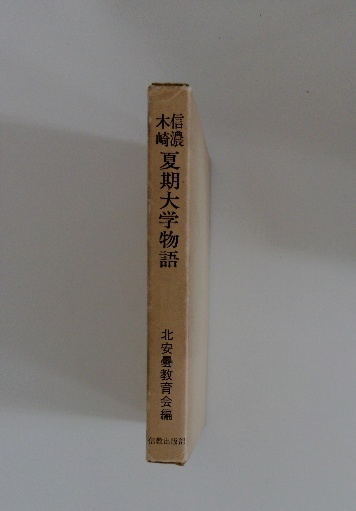 信濃
木崎
夏期大学物語
北安曇教育会編
信教出版部